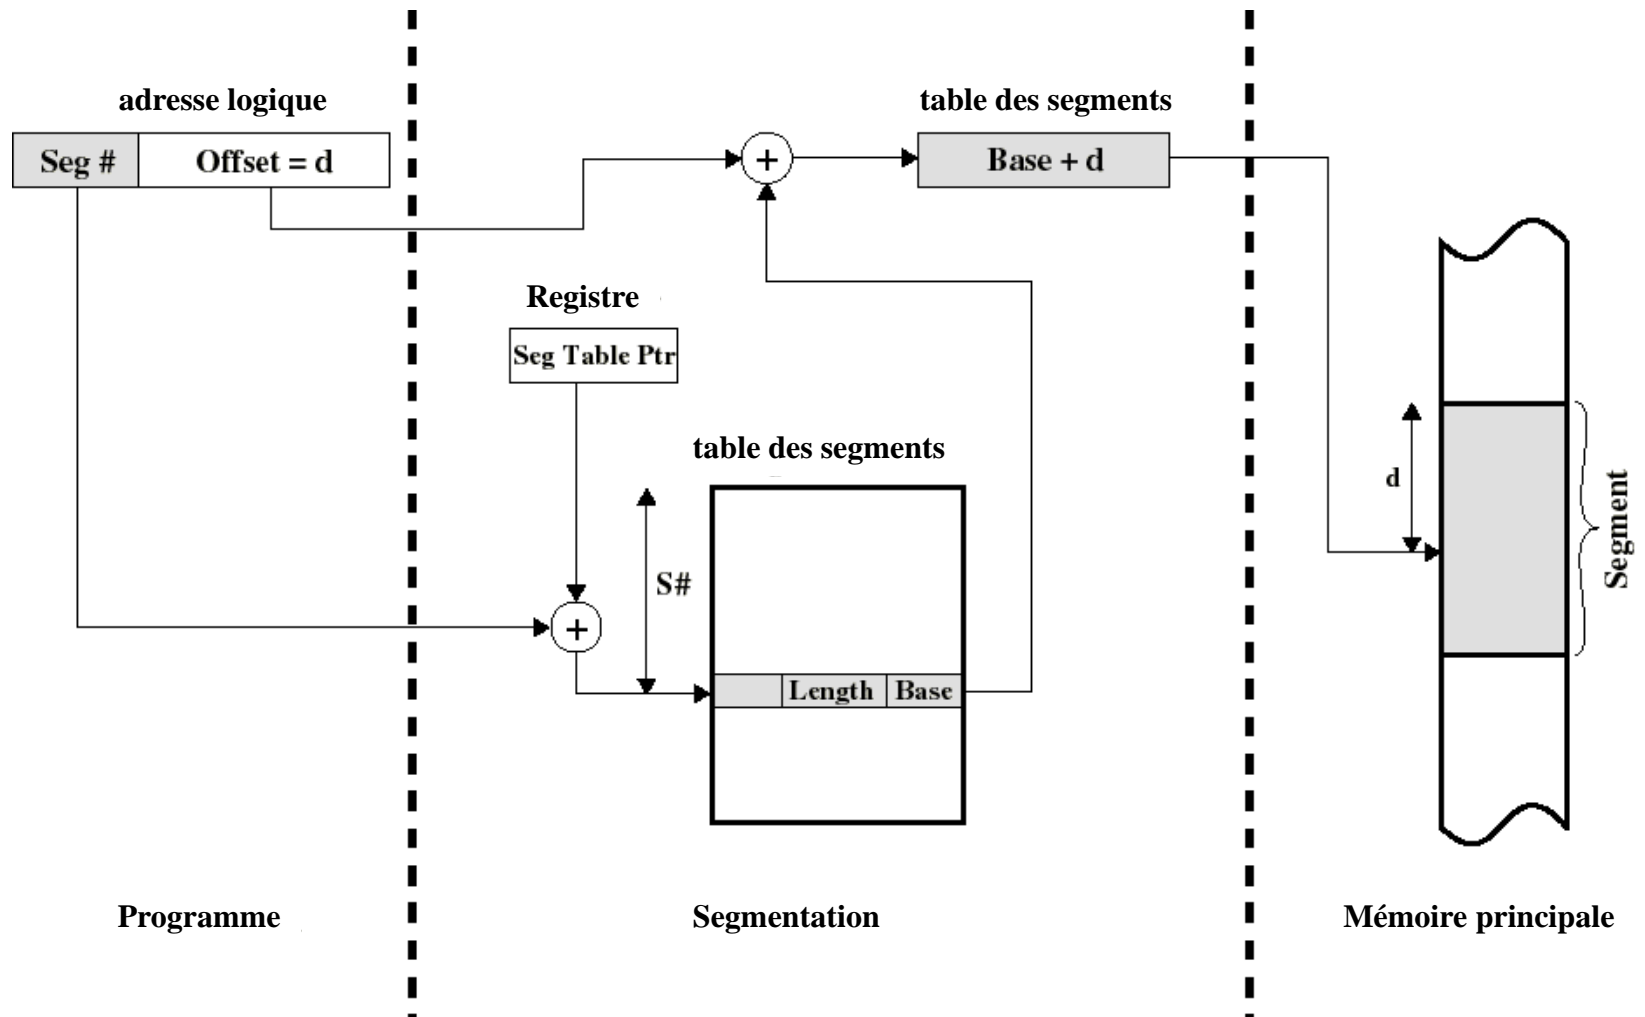 adresse logique
table des segments
Seg #
Offset = d
+
Base + d
Registre
Seg Table Ptr
table des segments
d
Segment
S#
+
Length
Base
Programme
Segmentation
Mémoire principale